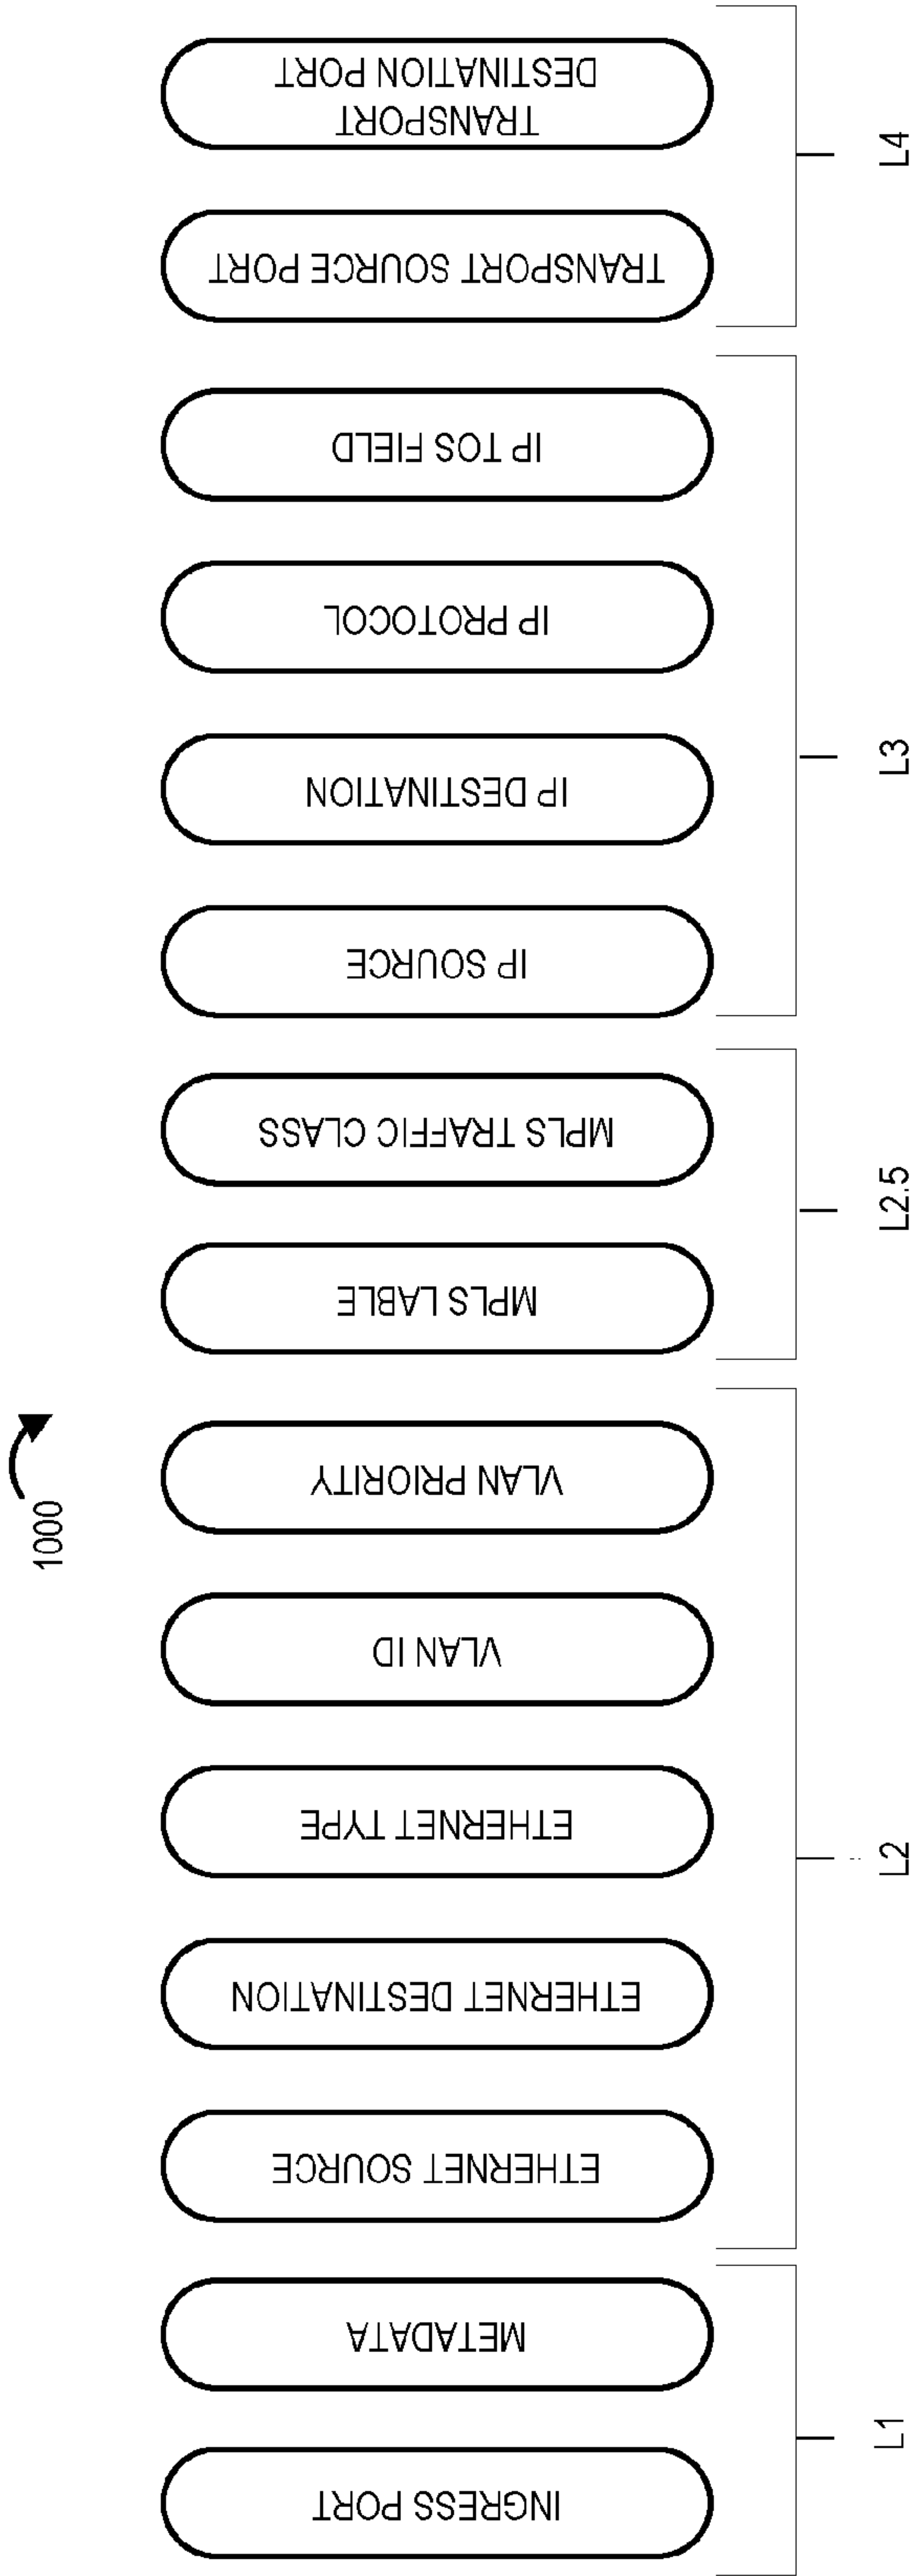 1000
INGRESS PORT
METADATA
L1
ETHERNET SOURCE
ETHERNET DESTINATION
ETHERNET TYPE
VLAN ID
VLAN PRIORITY
L2
MPLS LABLE
MPLS TRAFFIC CLASS
L2.5
IP SOURCE
IP DESTINATION
IP PROTOCOL
IP TOS FIELD
L3
TRANSPORT SOURCE PORT
TRANSPORT
DESTINATION PORT
L4